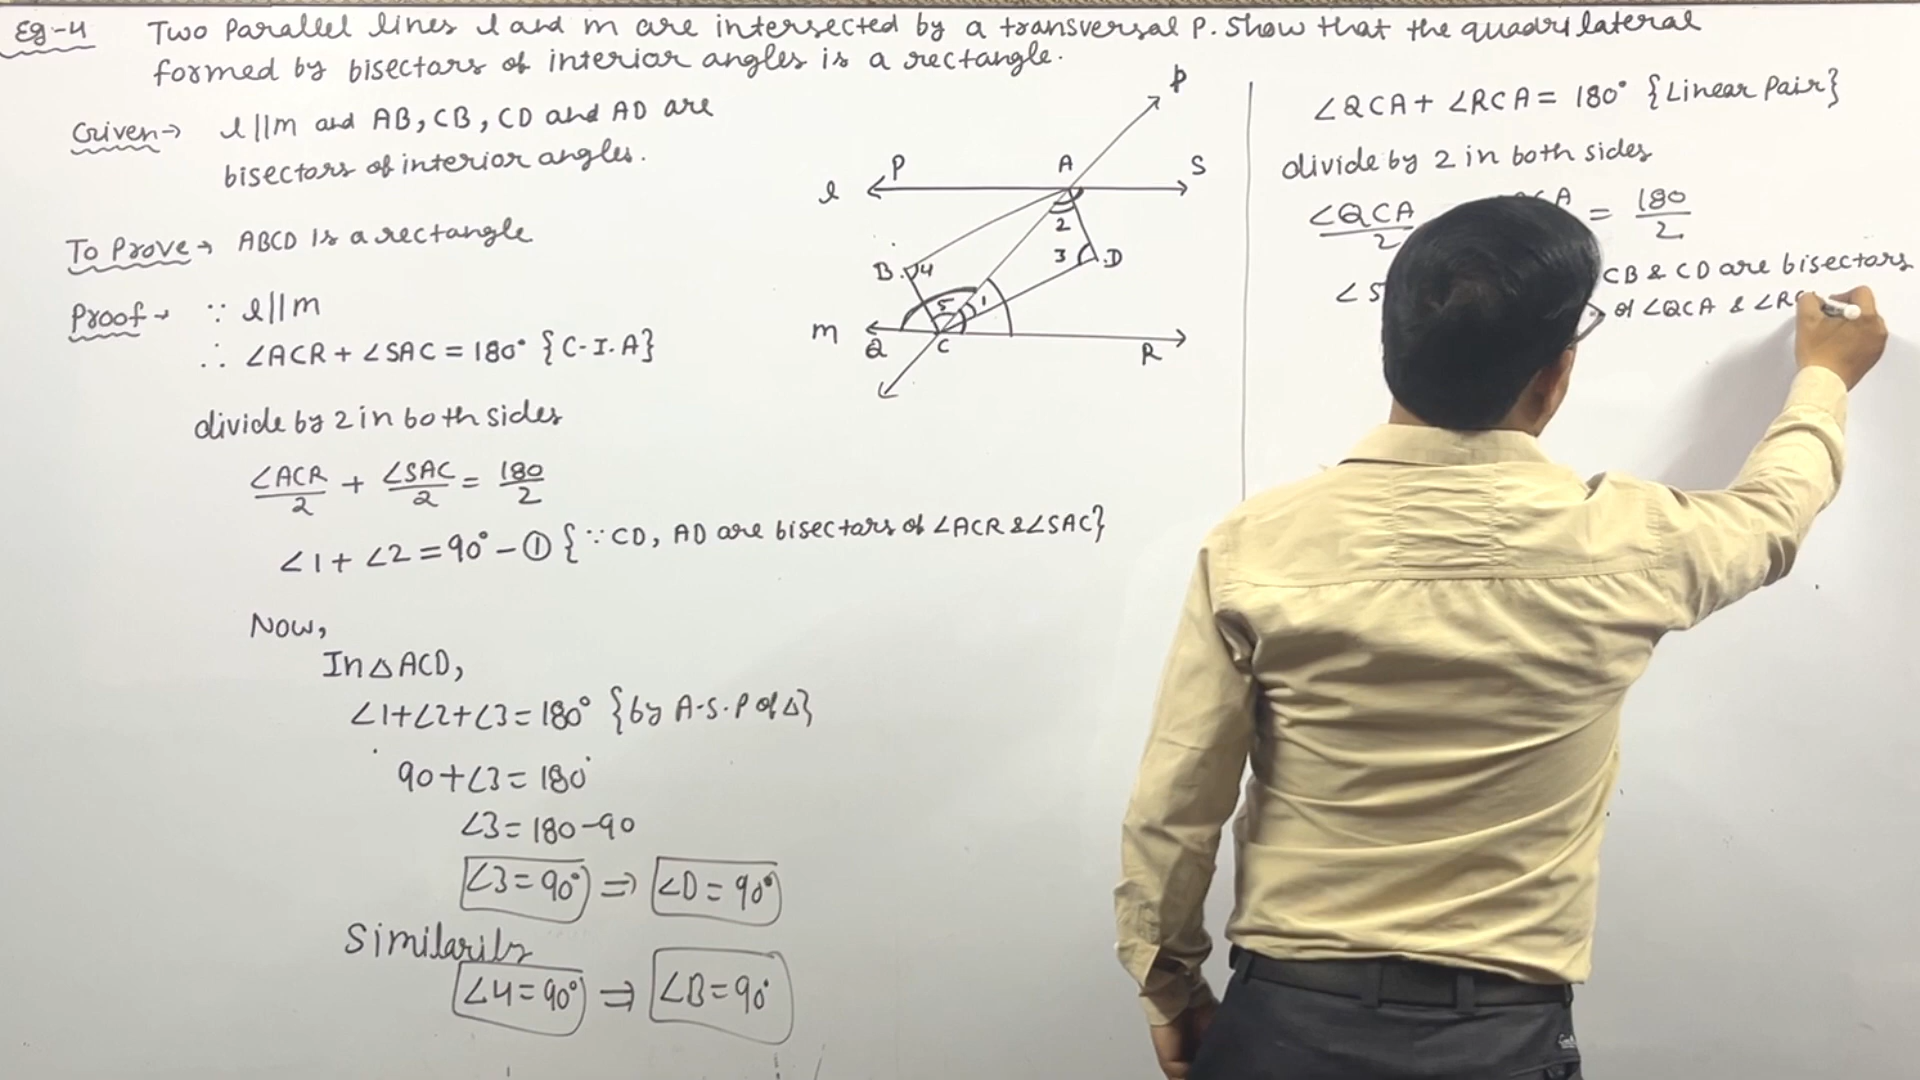 Eg-4 Two Parallel lines l and m are intersected by a transversal P. Show that the quadrilateral
formed by bisectors of interior angles is a rectangle.
Given→ l||m and AB, CB, CD and AD are
bisectors of interior angles.
To Prove→ ABCD is a rectangle
Proof→ ∵ l||m
∴ ∠ACR + ∠SAC = 180° {C-I.A}
divide by 2 in both sides
∠ACR/2 + ∠SAC/2 = 180/2
∠1 + ∠2 = 90° - ① {∵ CD, AD are bisectors of ∠ACR & ∠SAC}
Now,
In △ACD,
∠1+∠2+∠3 = 180° {by A-S.P of △}
90+∠3 = 180°
∠3 = 180-90
∠3 = 90° ⇒ ∠D = 90°
Similarily
∠4 = 90° ⇒ ∠B = 90°
p
l P A S
2
B 4 3 D
5 1
m Q C R
∠QCA + ∠RCA = 180° {Linear Pair}
divide by 2 in both sides
∠QCA/2 = 180/2
∠5 CB & CD are bisectors
of ∠QCA &